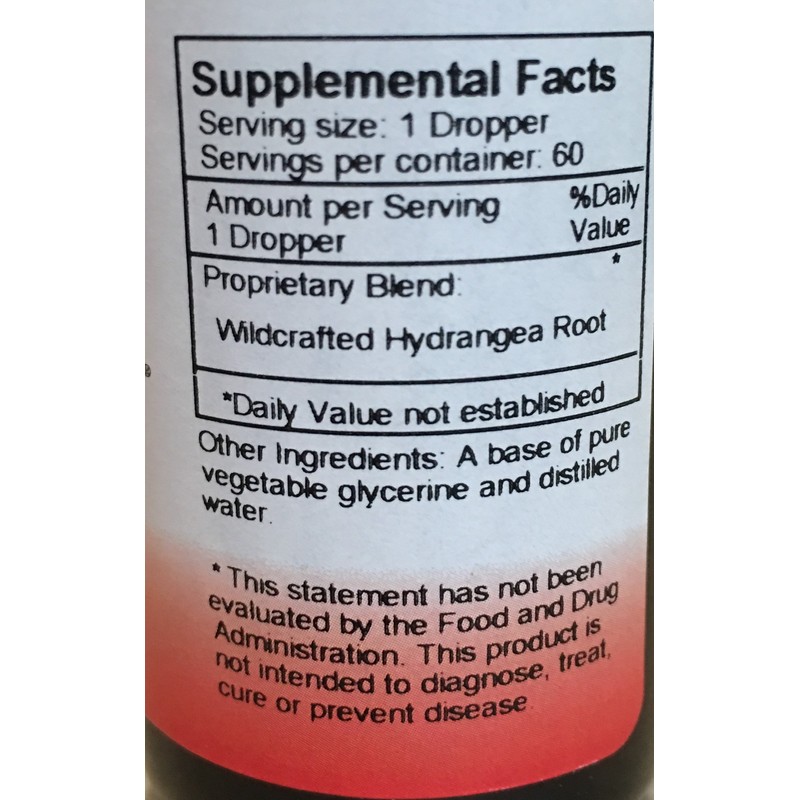 Supplemental Facts
Serving size: 1 Dropper
Servings per container: 60
Amount per Serving %Daily
1 Dropper Value
Proprietary Blend: *
Wildcrafted Hydrangea Root
*Daily Value not established
Other Ingredients: A base of pure
vegetable glycerine and distilled
water.
* This statement has not been
evaluated by the Food and Drug
Administration. This product is
not intended to diagnose, treat,
cure or prevent disease.